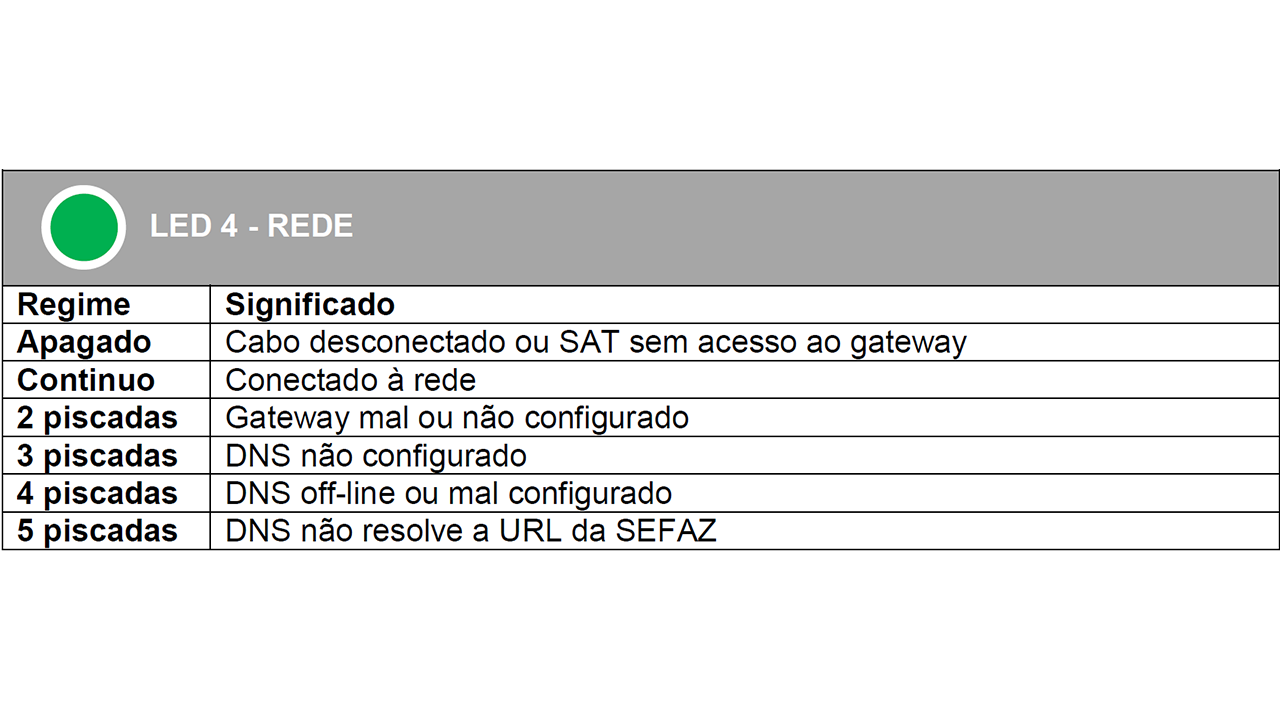 LED 4 - REDE
Regime Significado
Apagado Cabo desconectado ou SAT sem acesso ao gateway
Continuo Conectado à rede
2 piscadas Gateway mal ou não configurado
3 piscadas DNS não configurado
4 piscadas DNS off-line ou mal configurado
5 piscadas DNS não resolve a URL da SEFAZ